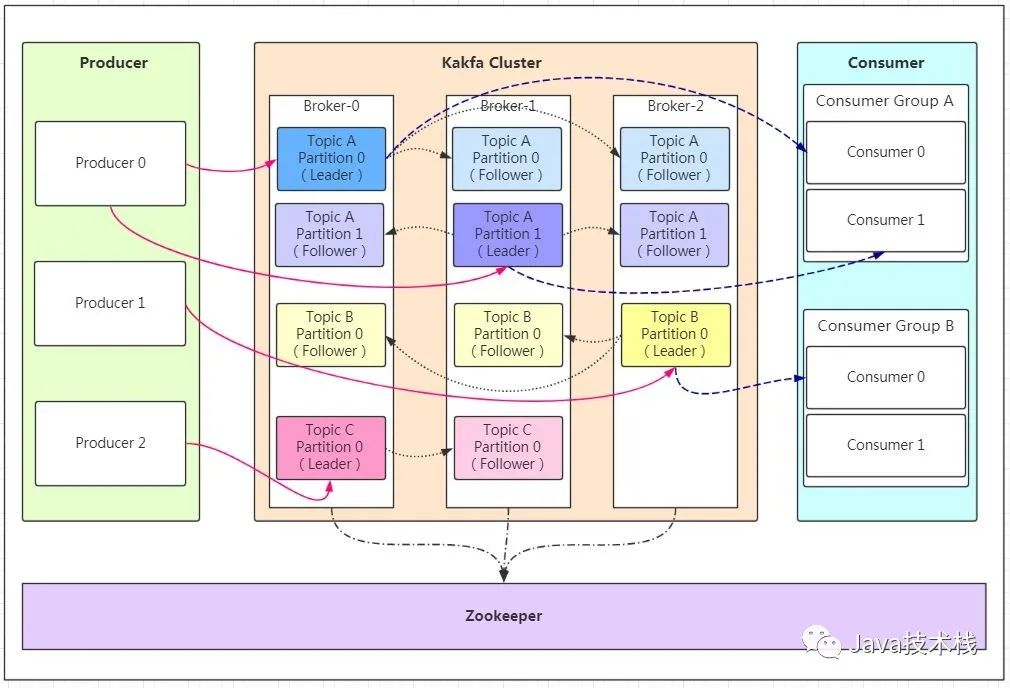 Producer
Kakfa Cluster
Consumer
Producer 0
Producer 1
Producer 2
Broker-0
Topic A
Partition 0
( Leader )
Topic A
Partition 1
( Follower )
Topic B
Partition 0
( Follower )
Topic C
Partition 0
( Leader )
Broker-1
Topic A
Partition 0
( Follower )
Topic A
Partition 1
( Leader )
Topic B
Partition 0
( Follower )
Topic C
Partition 0
( Follower )
Broker-2
Topic A
Partition 0
( Follower )
Topic A
Partition 1
( Follower )
Topic B
Partition 0
( Leader )
Consumer Group A
Consumer 0
Consumer 1
Consumer Group B
Consumer 0
Consumer 1
Zookeeper
Java技术栈